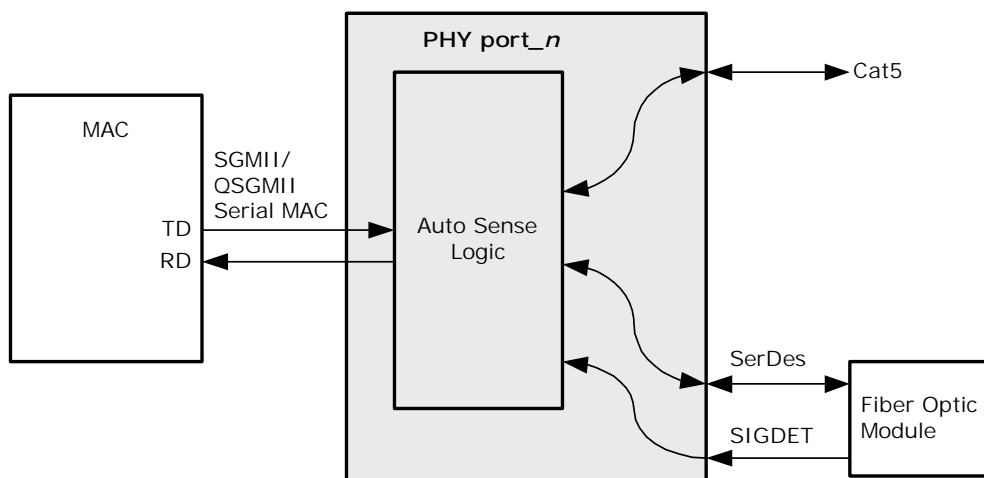 PHY port_n
Cat5
MAC
SGMII/
QSGMII
Serial MAC
TD
RD
Auto Sense
Logic
SerDes
SIGDET
Fiber Optic
Module